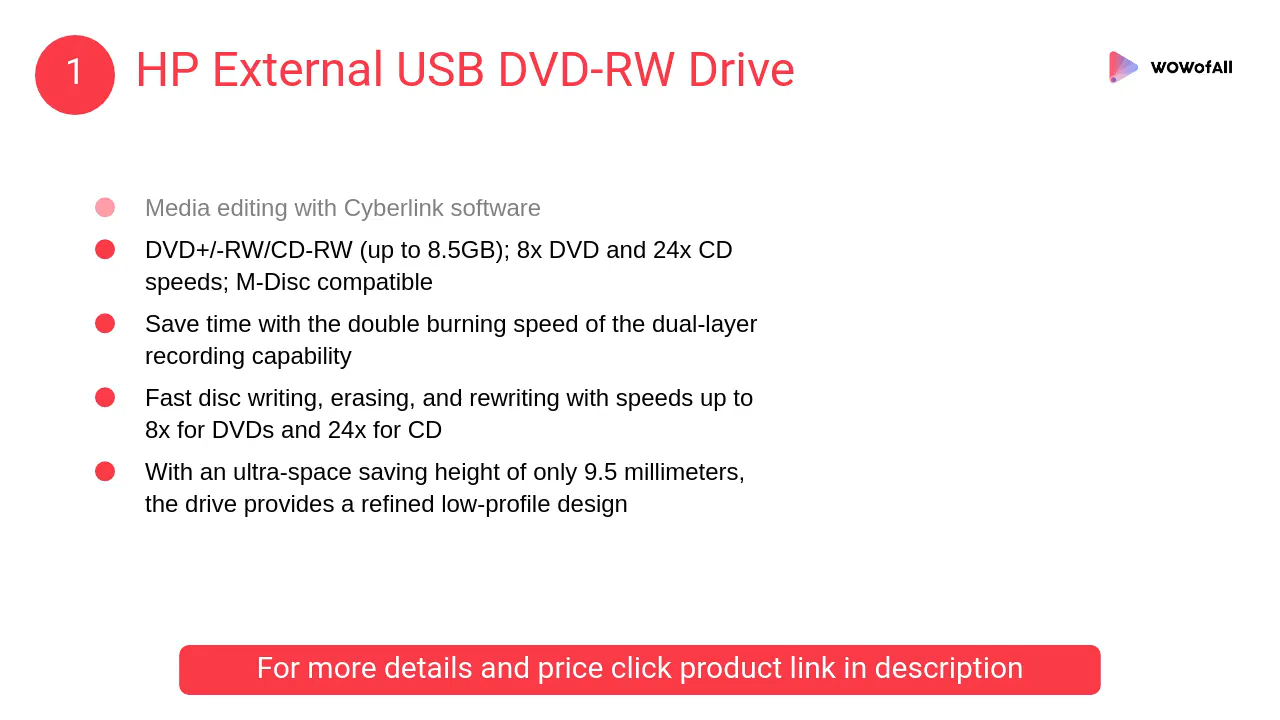 1
HP External USB DVD-RW Drive
WOWofAll
Media editing with Cyberlink software
DVD+/-RW/CD-RW (up to 8.5GB); 8x DVD and 24x CD
speeds; M-Disc compatible
Save time with the double burning speed of the dual-layer
recording capability
Fast disc writing, erasing, and rewriting with speeds up to
8x for DVDs and 24x for CD
With an ultra-space saving height of only 9.5 millimeters,
the drive provides a refined low-profile design
For more details and price click product link in description